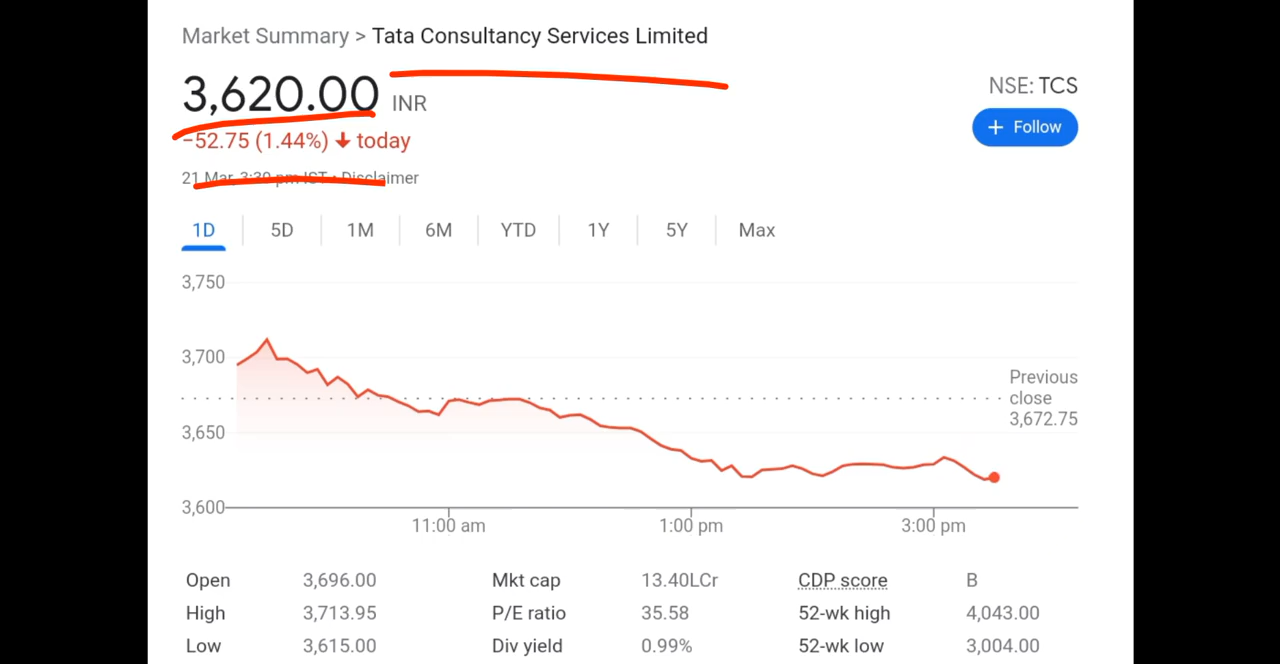 Market Summary > Tata Consultancy Services Limited
3,620.00 INR
NSE: TCS
−52.75 (1.44%) ↓ today
+ Follow
21 Mar, 3:30 pm IST • Disclaimer
1D 5D 1M 6M YTD 1Y 5Y Max
3,750
3,700
Previous
close
3,672.75
3,650
3,600
11:00 am 1:00 pm 3:00 pm
Open 3,696.00 Mkt cap 13.40LCr CDP score B
High 3,713.95 P/E ratio 35.58 52-wk high 4,043.00
Low 3,615.00 Div yield 0.99% 52-wk low 3,004.00